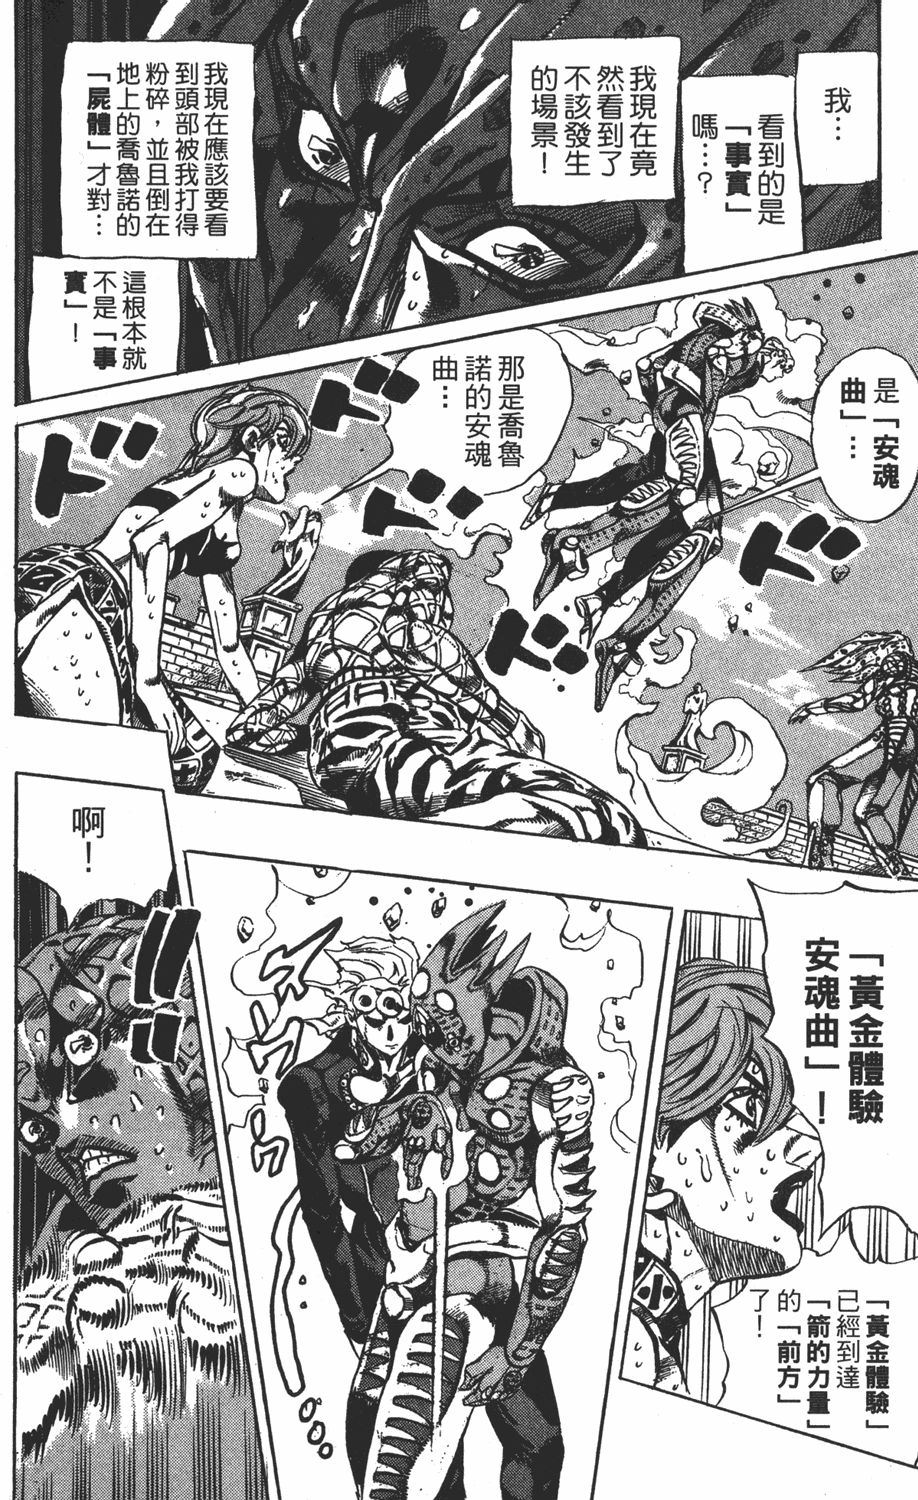 我…
看到的是
「事實」
嗎…？
我現在竟
然看到了
不該發生
的場景！
我現在應該要看
到頭部被我打得
粉碎，並且倒在
地上的喬魯諾的
「屍體」才對…
這根本就
不是「事
實」！
是「安魂
曲」…
那是喬魯
諾的安魂
曲…
ドド
ドド
「黃金體驗
安魂曲」！
「黃金體驗」
已經到達
「箭的力量」
的「前方」
了！
啊！